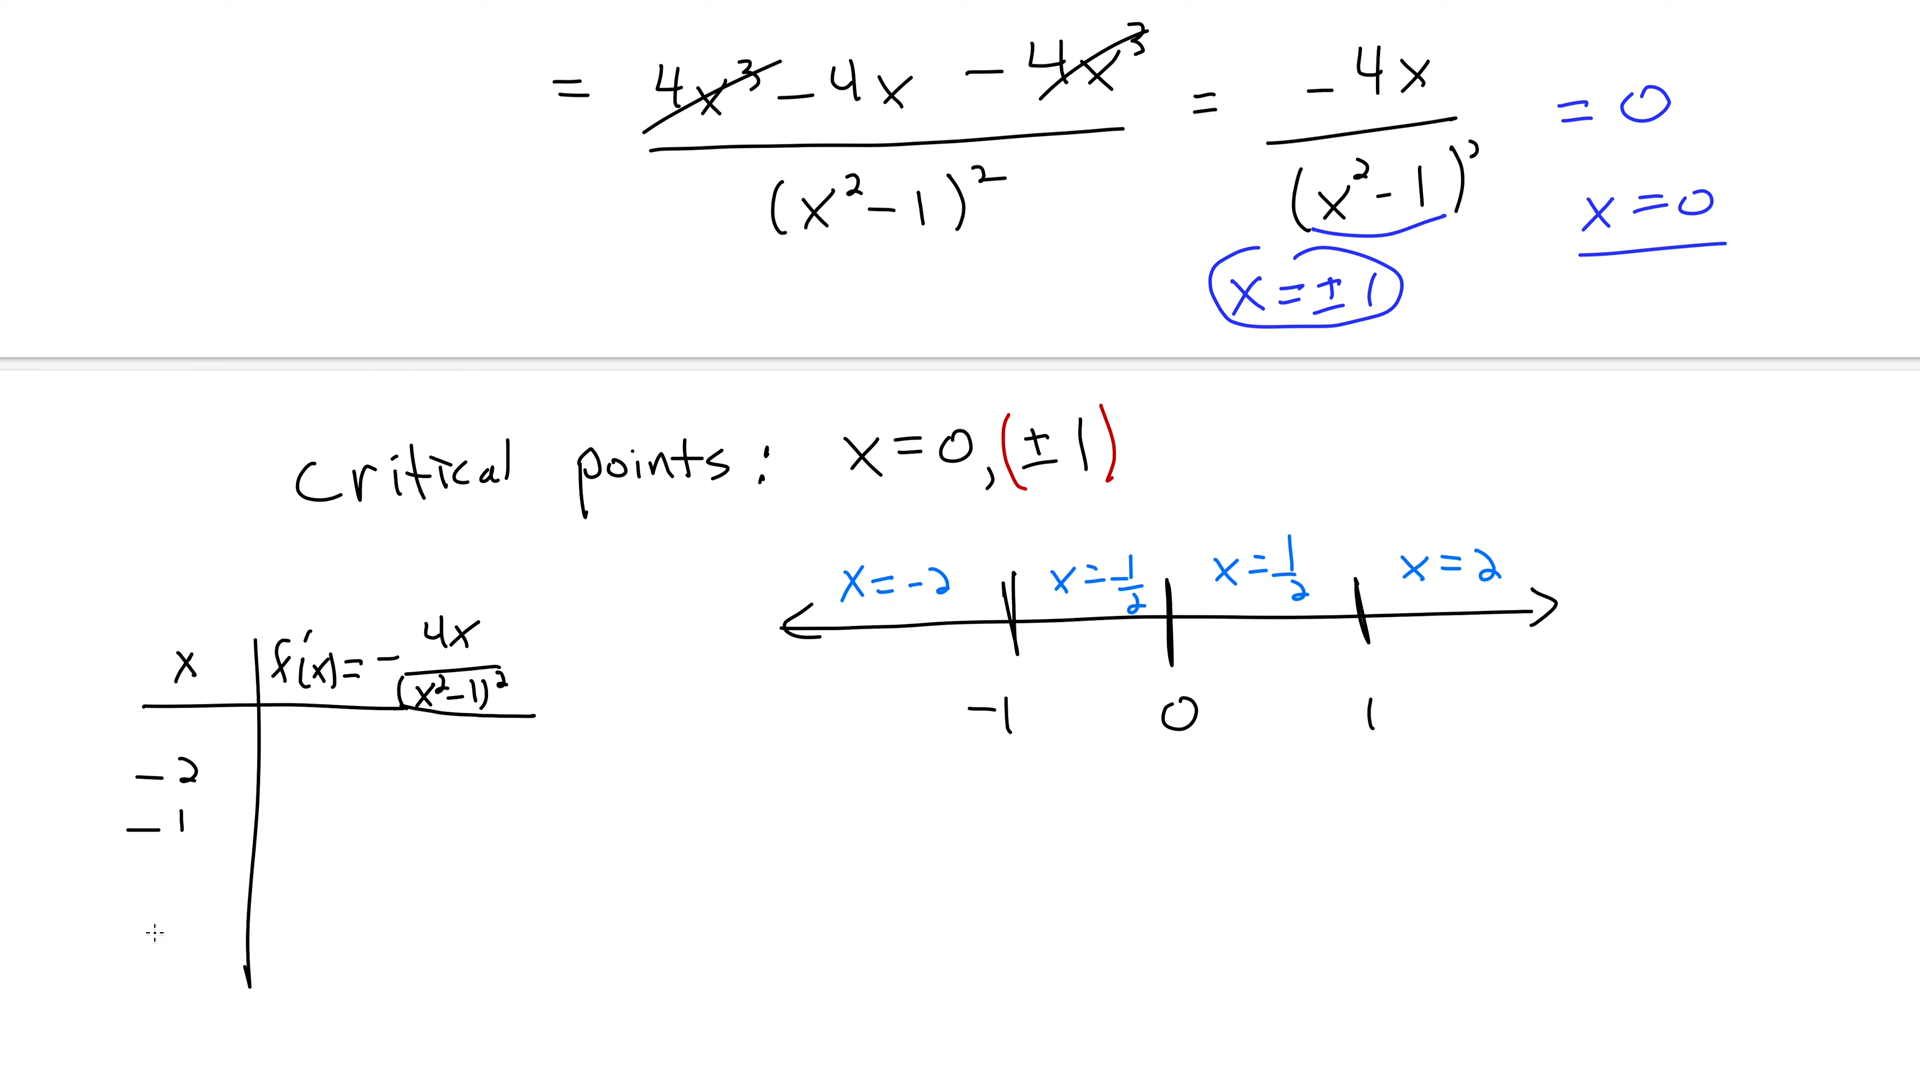 = (4x³ - 4x - 4x³)/(x² - 1)² = -4x/(x² - 1)² = 0
x = 0
x = ± 1
Critical points: x = 0, (± 1)
x = -2 x = -1/2 x = 1/2 x = 2
-1 0 1
x f'(x) = - 4x/(x² - 1)²
-2
-1